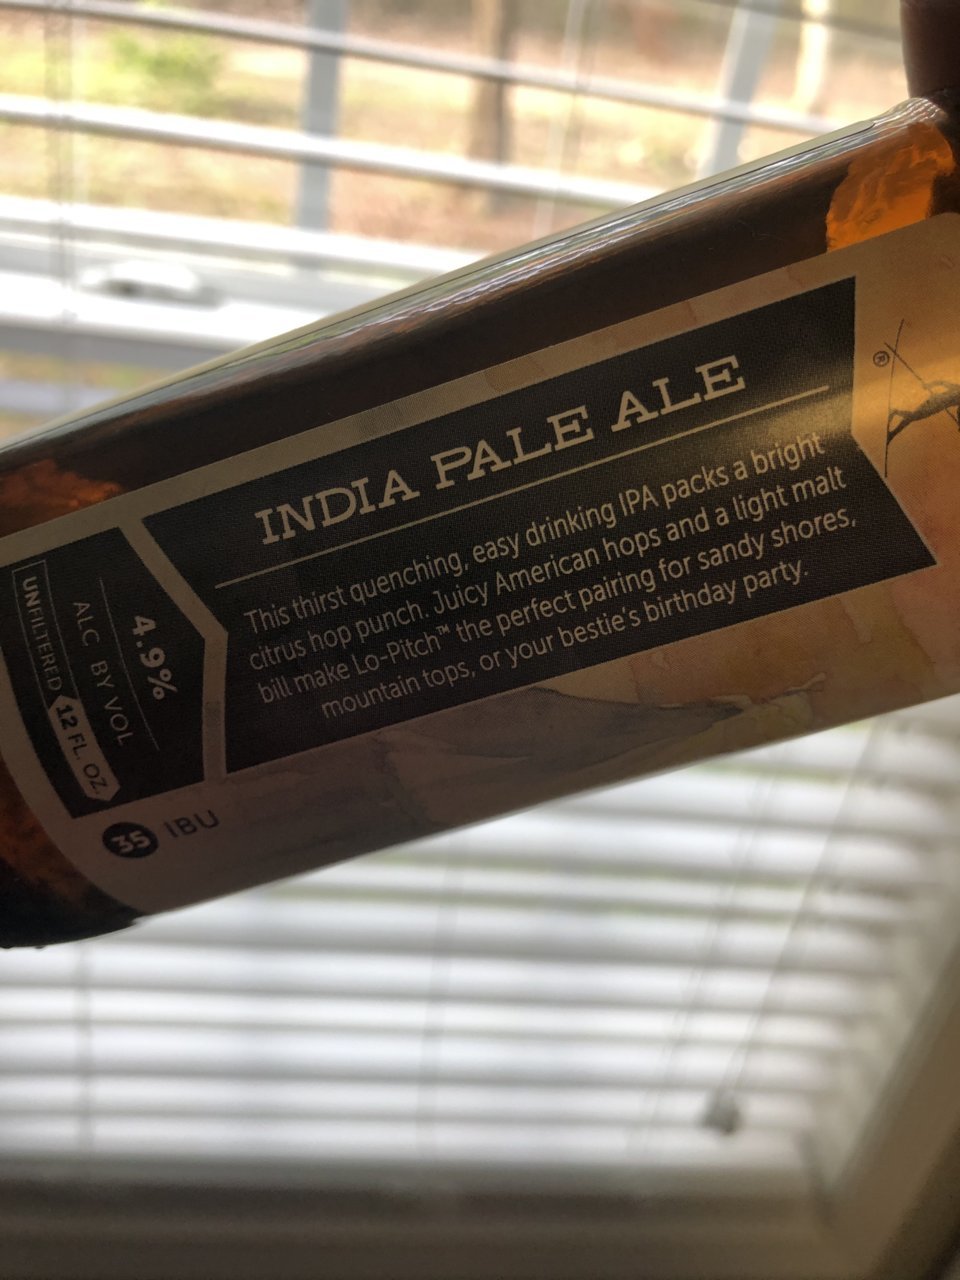 INDIA PALE ALE
This thirst quenching, easy drinking IPA packs a bright
citrus hop punch. Juicy American hops and a light malt
bill make Lo-Pitch™ the perfect pairing for sandy shores,
mountain tops, or your bestie's birthday party.
4.9%
ALC BY VOL
UNFILTERED 12 FL. OZ.
35 IBU
®